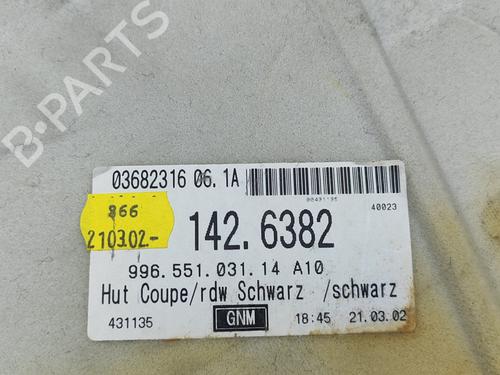 B-PARTS
03682316 06.1A
00431135
40023
866
210302.-
142.6382
996.551.031.14 A10
Hut Coupe/rdw Schwarz /schwarz
431135
GNM
18:45
21.03.02